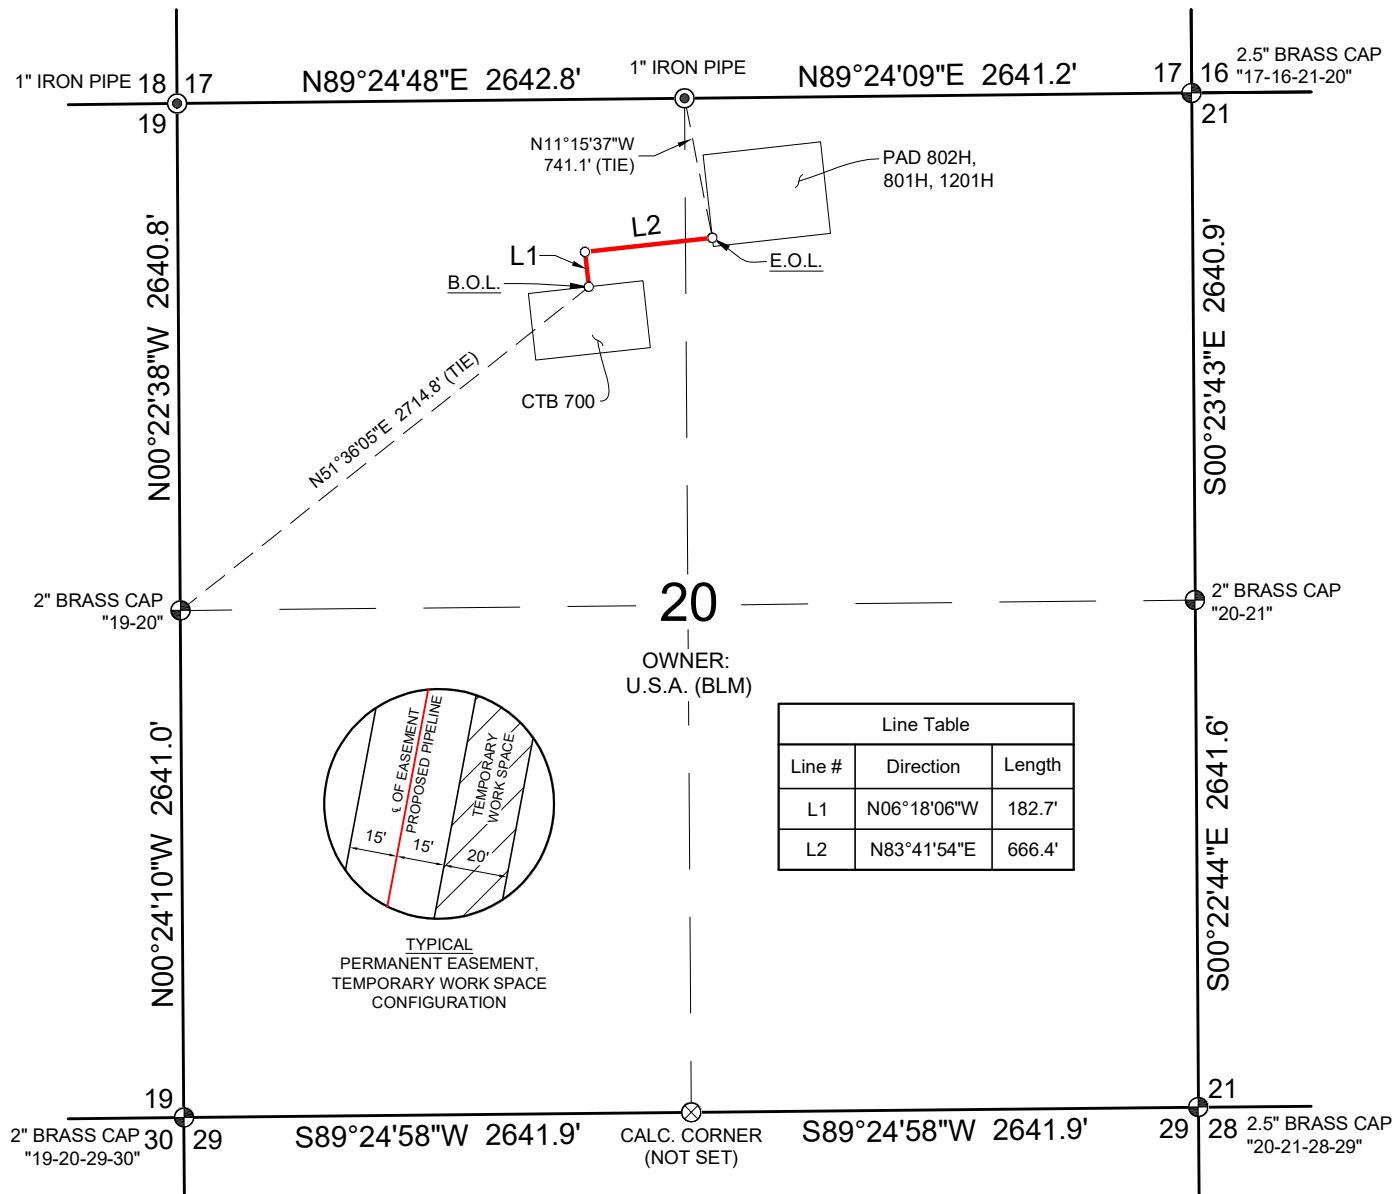 1" IRON PIPE
18 17
19
N89°24'48"E 2642.8'
1" IRON PIPE
N89°24'09"E 2641.2'
17 16
21
2.5" BRASS CAP
"17-16-21-20"
N11°15'37"W
741.1' (TIE)
PAD 802H,
801H, 1201H
L2
L1
E.O.L.
B.O.L.
CTB 700
N00°22'38"W 2640.8'
S00°23'43"E 2640.9'
N51°36'05"E 2714.8' (TIE)
2" BRASS CAP
"19-20"
20
2" BRASS CAP
"20-21"
OWNER:
U.S.A. (BLM)
℄ OF EASEMENT
PROPOSED PIPELINE
TEMPORARY
WORK SPACE
15'
15'
20'
TYPICAL
PERMANENT EASEMENT,
TEMPORARY WORK SPACE
CONFIGURATION
Line Table
Line # Direction Length
L1 N06°18'06"W 182.7'
L2 N83°41'54"E 666.4'
N00°24'10"W 2641.0'
S00°22'44"E 2641.6'
19
30 29
2" BRASS CAP
"19-20-29-30"
S89°24'58"W 2641.9'
CALC. CORNER
(NOT SET)
S89°24'58"W 2641.9'
21
29 28
2.5" BRASS CAP
"20-21-28-29"